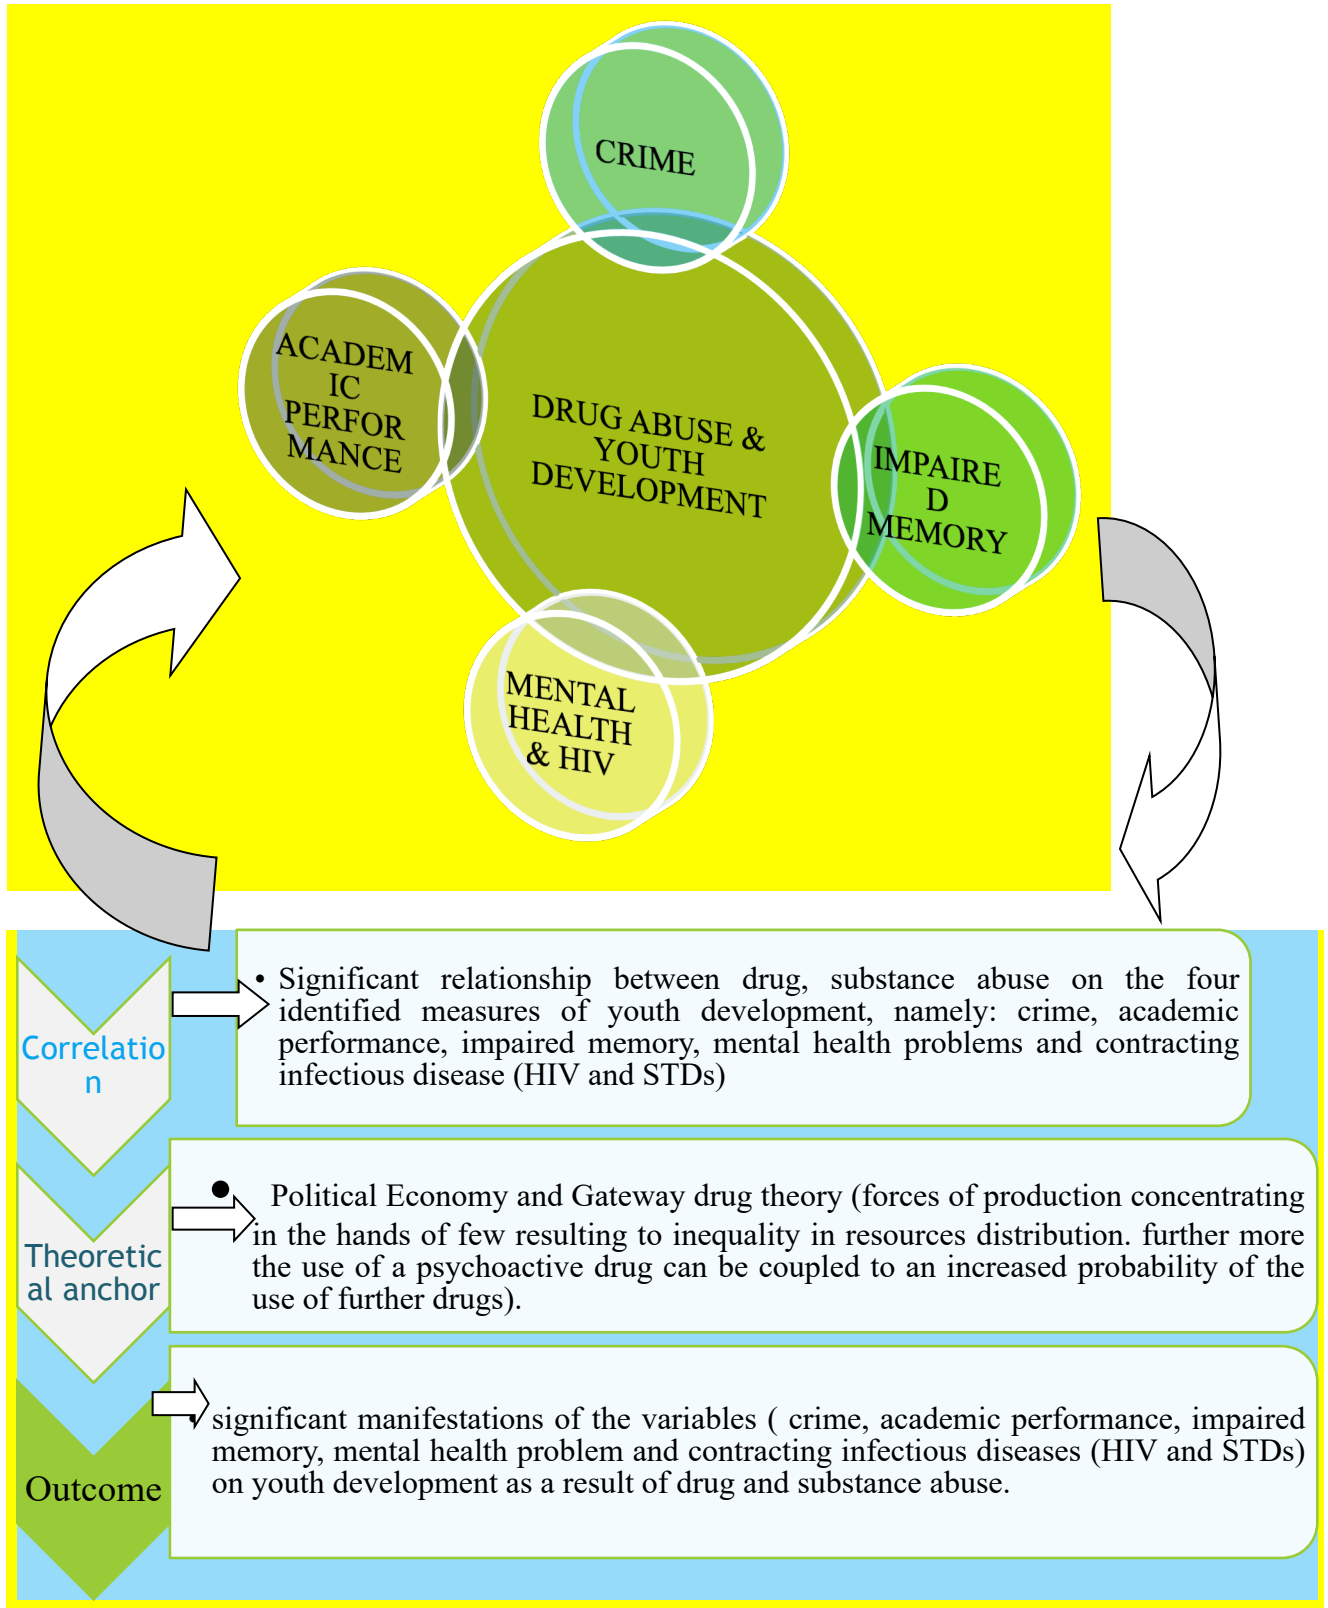 CRIME
ACADEM
IC
PERFOR
MANCE
DRUG ABUSE &
YOUTH
DEVELOPMENT
IMPAIRE
D
MEMORY
MENTAL
HEALTH
& HIV
Correlatio
n
• Significant relationship between drug, substance abuse on the four
identified measures of youth development, namely: crime, academic
performance, impaired memory, mental health problems and contracting
infectious disease (HIV and STDs)
Theoretic
al anchor
• Political Economy and Gateway drug theory (forces of production concentrating
in the hands of few resulting to inequality in resources distribution. further more
the use of a psychoactive drug can be coupled to an increased probability of the
use of further drugs).
Outcome
• significant manifestations of the variables ( crime, academic performance, impaired
memory, mental health problem and contracting infectious diseases (HIV and STDs)
on youth development as a result of drug and substance abuse.